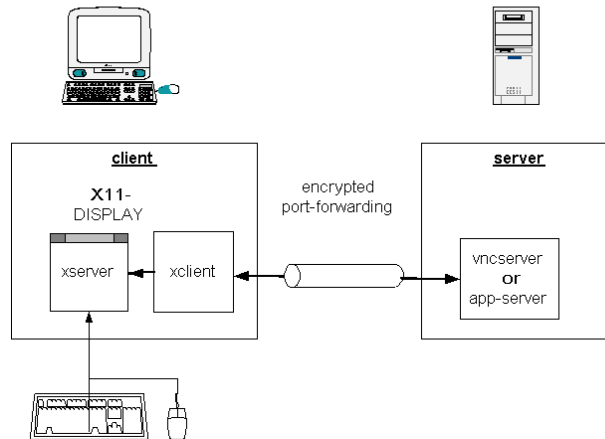 client
server
X11-
DISPLAY
encrypted
port-forwarding
xserver
xclient
vncserver
or
app-server